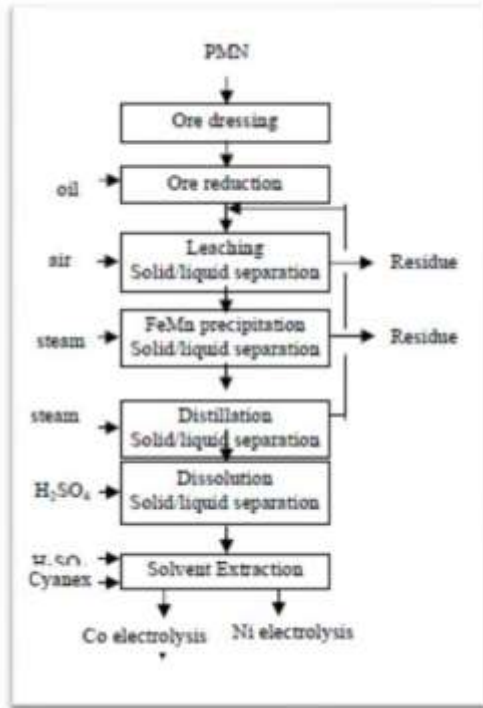 PMN
Ore dressing
oil
Ore reduction
air
Leaching
Solid/liquid separation
Residue
steam
FeMn precipitation
Solid/liquid separation
Residue
steam
Distillation
Solid/liquid separation
H₂SO₄
Dissolution
Solid/liquid separation
Cyanex
Solvent Extraction
Co electrolysis
Ni electrolysis